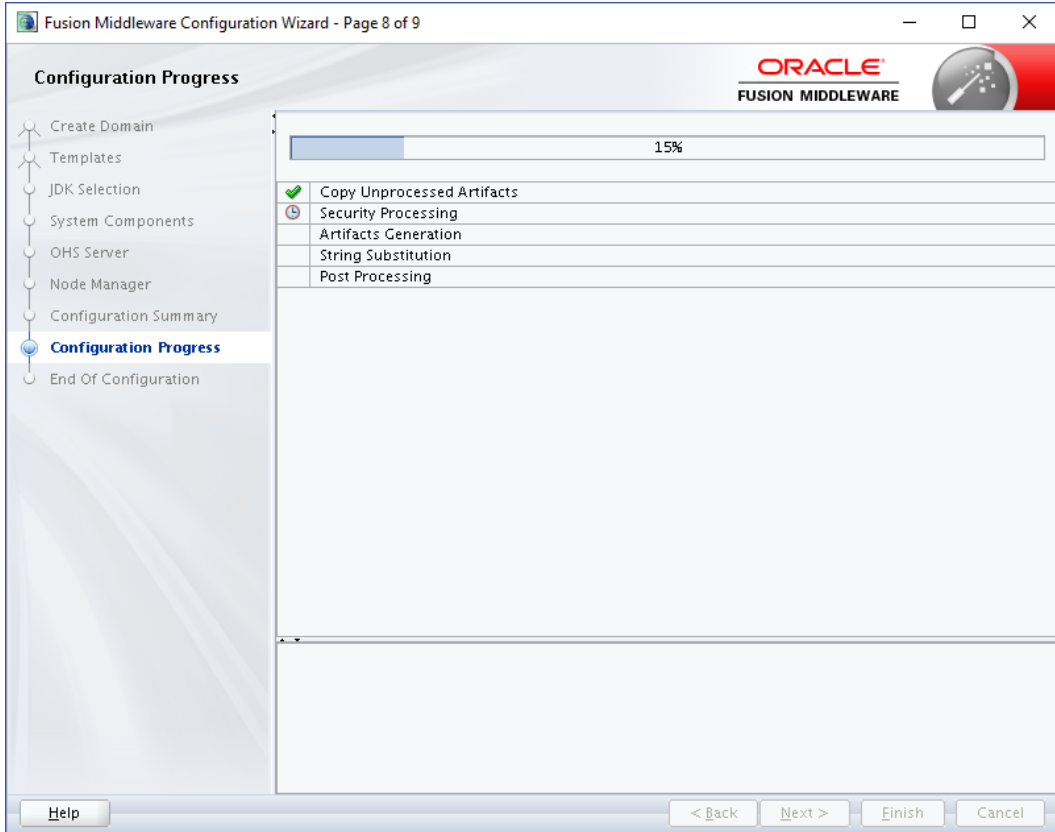 Fusion Middleware Configuration Wizard - Page 8 of 9
Configuration Progress
ORACLE®
FUSION MIDDLEWARE
Create Domain
Templates
JDK Selection
System Components
OHS Server
Node Manager
Configuration Summary
Configuration Progress
End Of Configuration
15%
Copy Unprocessed Artifacts
Security Processing
Artifacts Generation
String Substitution
Post Processing
Help
< Back
Next >
Finish
Cancel